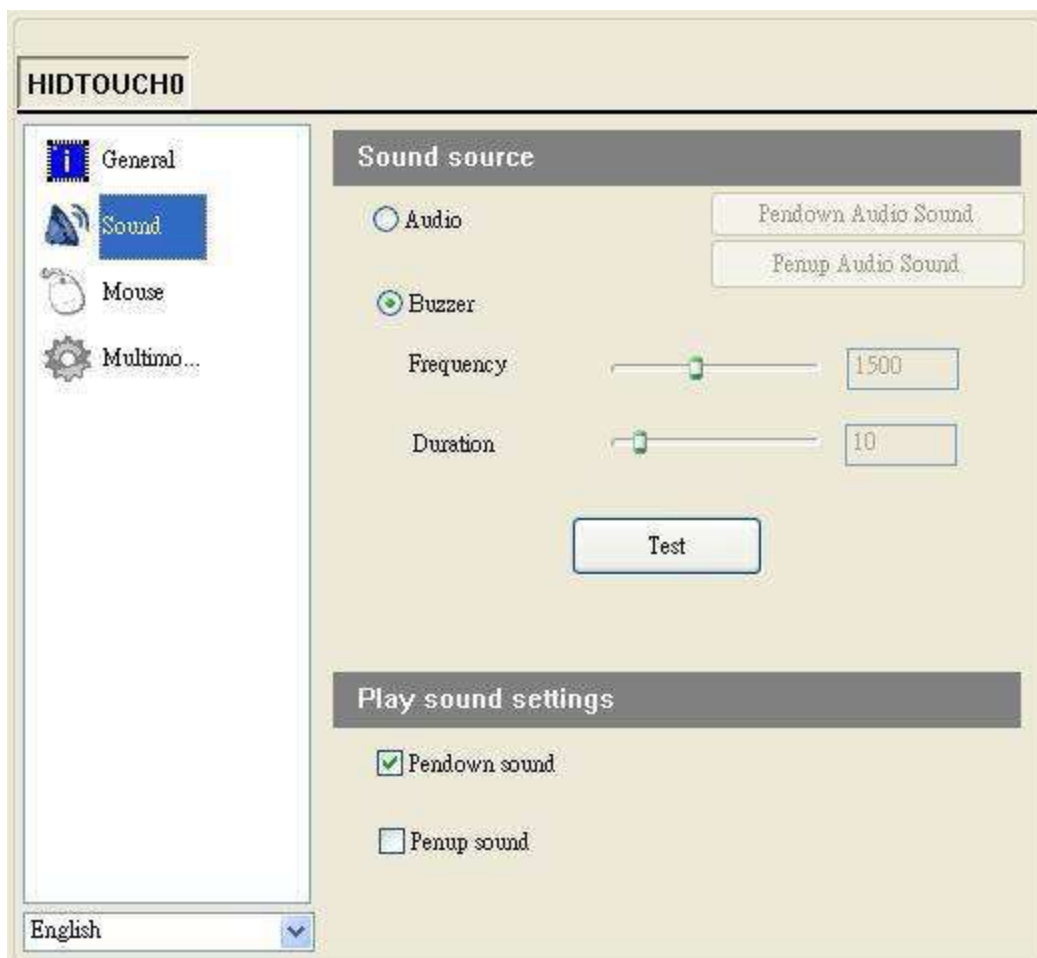 HIDTOUCH0
General
Sound
Mouse
Multimo...
English
Sound source
Audio
Pendown Audio Sound
Penup Audio Sound
Buzzer
Frequency 1500
Duration 10
Test
Play sound settings
Pendown sound
Penup sound